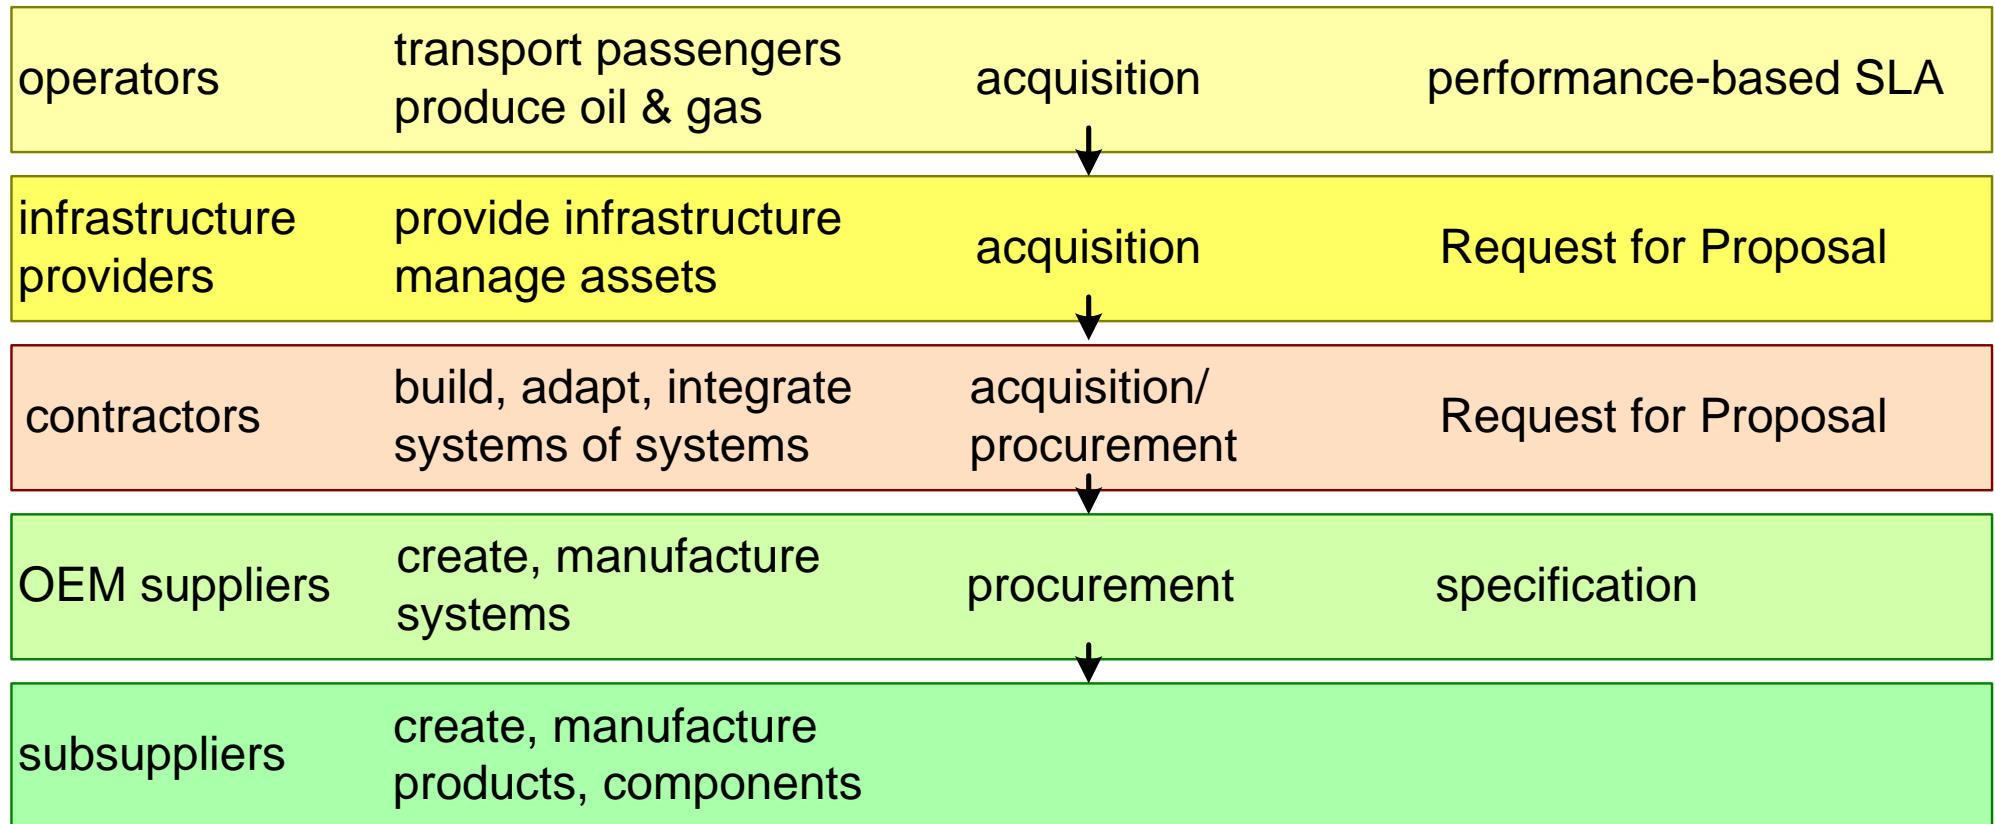 operators
transport passengers
produce oil & gas
acquisition
performance-based SLA
infrastructure
providers
provide infrastructure
manage assets
acquisition
Request for Proposal
contractors
build, adapt, integrate
systems of systems
acquisition/
procurement
Request for Proposal
OEM suppliers
create, manufacture
systems
procurement
specification
subsuppliers
create, manufacture
products, components